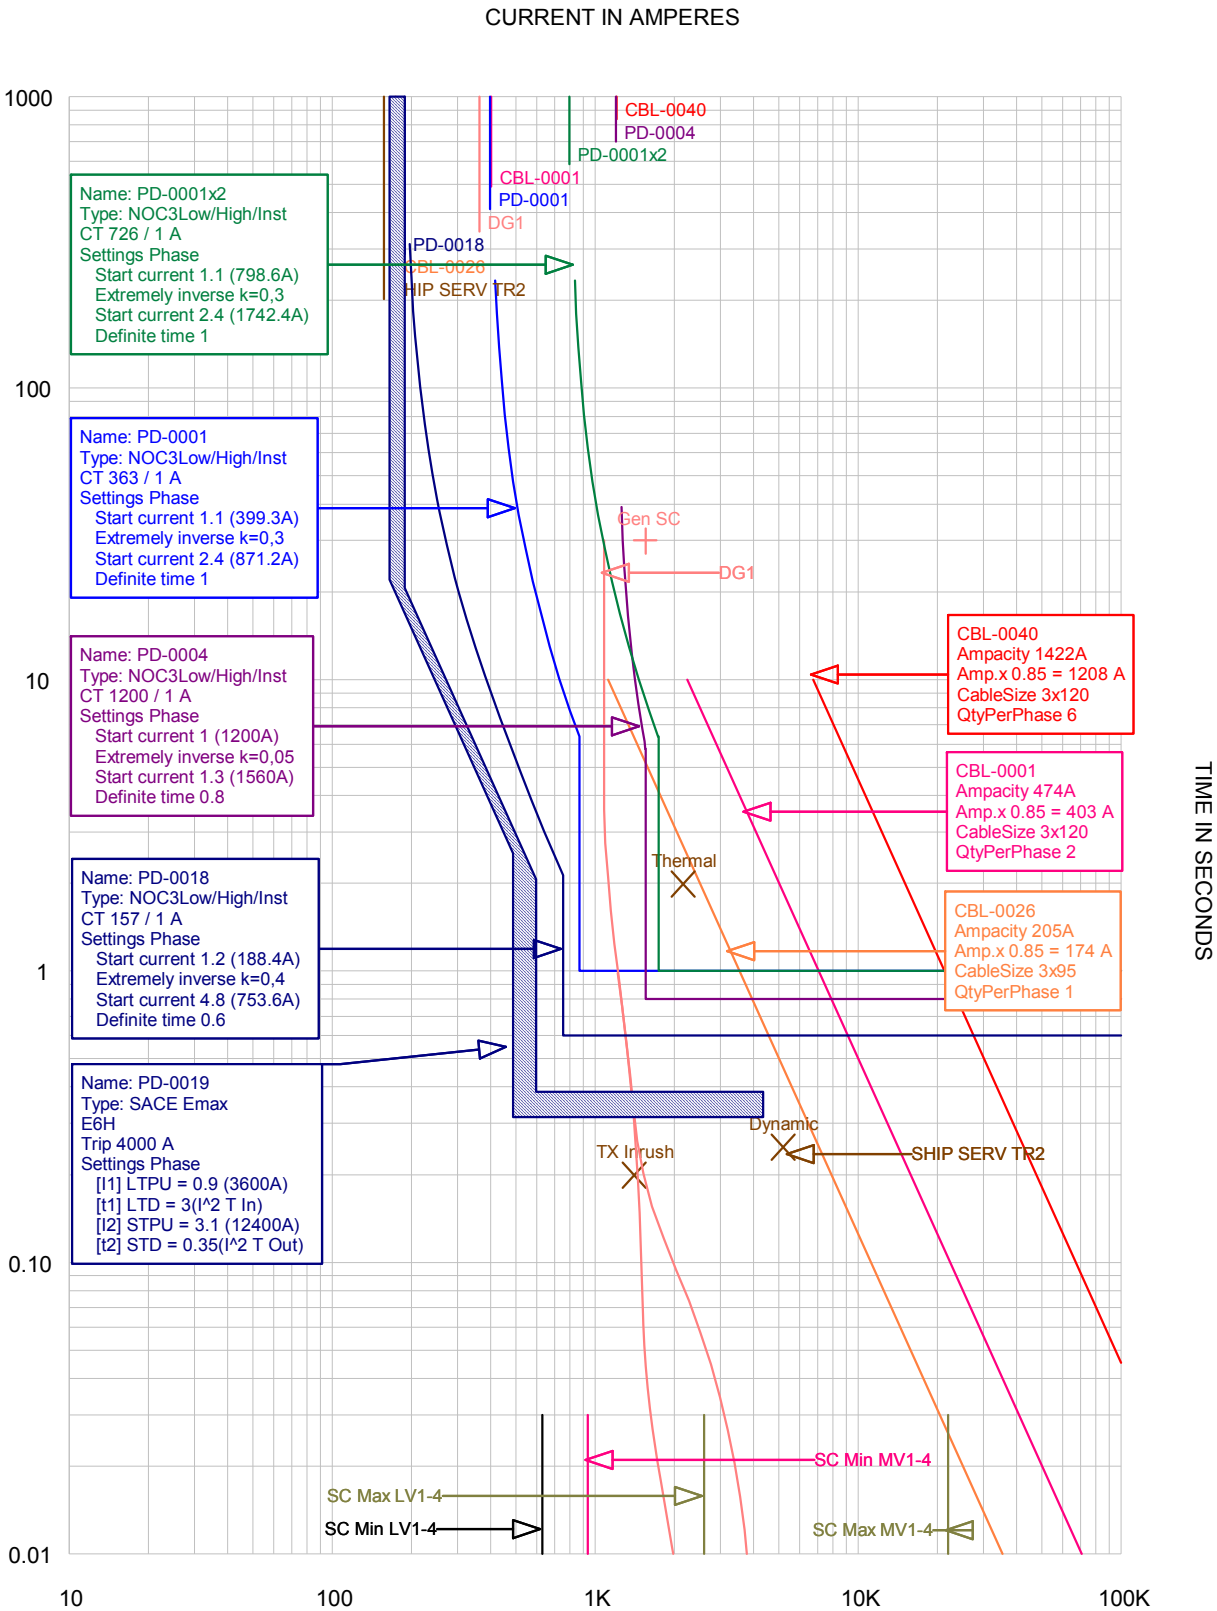 CURRENT IN AMPERES
1000
CBL-0040
PD-0004
PD-0001x2
CBL-0001
PD-0001
DG1
PD-0018
CBL-0026
HIP SERV TR2
Name: PD-0001x2
Type: NOC3Low/High/Inst
CT 726 / 1 A
Settings Phase
Start current 1.1 (798.6A)
Extremely inverse k=0,3
Start current 2.4 (1742.4A)
Definite time 1
100
Name: PD-0001
Type: NOC3Low/High/Inst
CT 363 / 1 A
Settings Phase
Start current 1.1 (399.3A)
Extremely inverse k=0,3
Start current 2.4 (871.2A)
Definite time 1
Gen SC
DG1
Name: PD-0004
Type: NOC3Low/High/Inst
CT 1200 / 1 A
Settings Phase
Start current 1 (1200A)
Extremely inverse k=0,05
Start current 1.3 (1560A)
Definite time 0.8
10
CBL-0040
Ampacity 1422A
Amp.x 0.85 = 1208 A
CableSize 3x120
QtyPerPhase 6
CBL-0001
Ampacity 474A
Amp.x 0.85 = 403 A
CableSize 3x120
QtyPerPhase 2
TIME IN SECONDS
Thermal
Name: PD-0018
Type: NOC3Low/High/Inst
CT 157 / 1 A
Settings Phase
Start current 1.2 (188.4A)
Extremely inverse k=0,4
Start current 4.8 (753.6A)
Definite time 0.6
CBL-0026
Ampacity 205A
Amp.x 0.85 = 174 A
CableSize 3x95
QtyPerPhase 1
1
Name: PD-0019
Type: SACE Emax
E6H
Trip 4000 A
Settings Phase
[I1] LTPU = 0.9 (3600A)
[t1] LTD = 3(I^2 T In)
[I2] STPU = 3.1 (12400A)
[t2] STD = 0.35(I^2 T Out)
Dynamic
TX Inrush
SHIP SERV TR2
0.10
SC Min MV1-4
SC Max LV1-4
SC Min LV1-4
SC Max MV1-4
0.01
10
100
1K
10K
100K